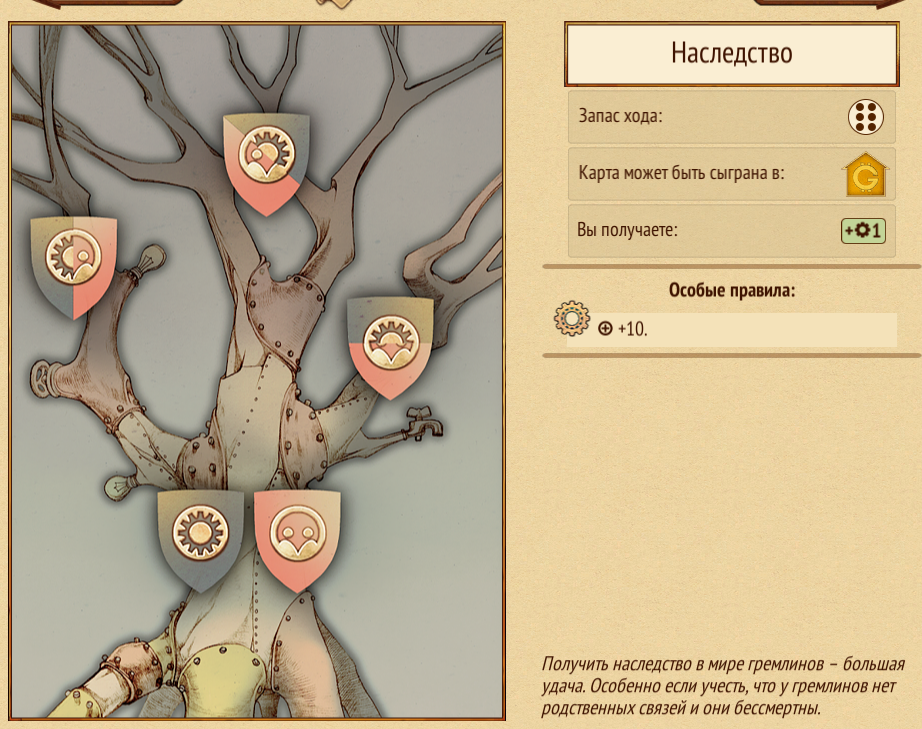 Наследство
Запас хода:
Карта может быть сыграна в:
G
Вы получаете:
+1
Особые правила:
+10.
Получить наследство в мире гремлинов – большая
удача. Особенно если учесть, что у гремлинов нет
родственных связей и они бессмертны.